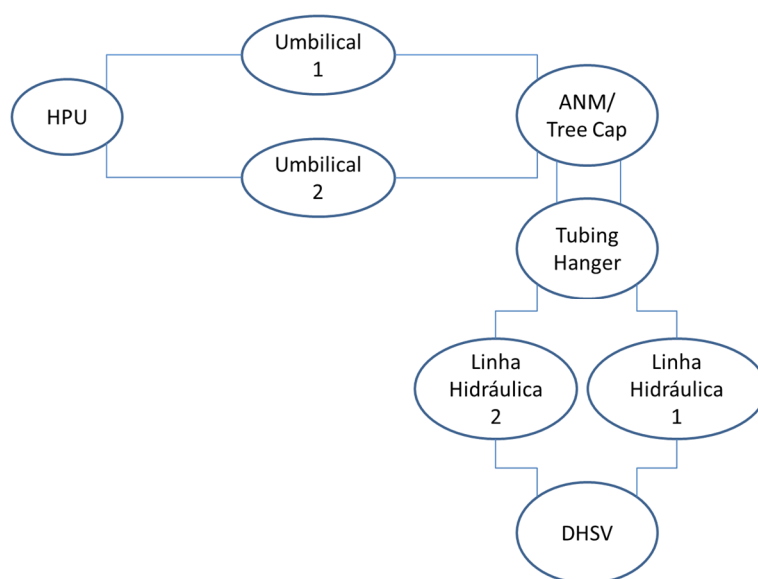 Umbilical
1
HPU
ANM/
Tree Cap
Umbilical
2
Tubing
Hanger
Linha
Hidráulica
2
Linha
Hidráulica
1
DHSV